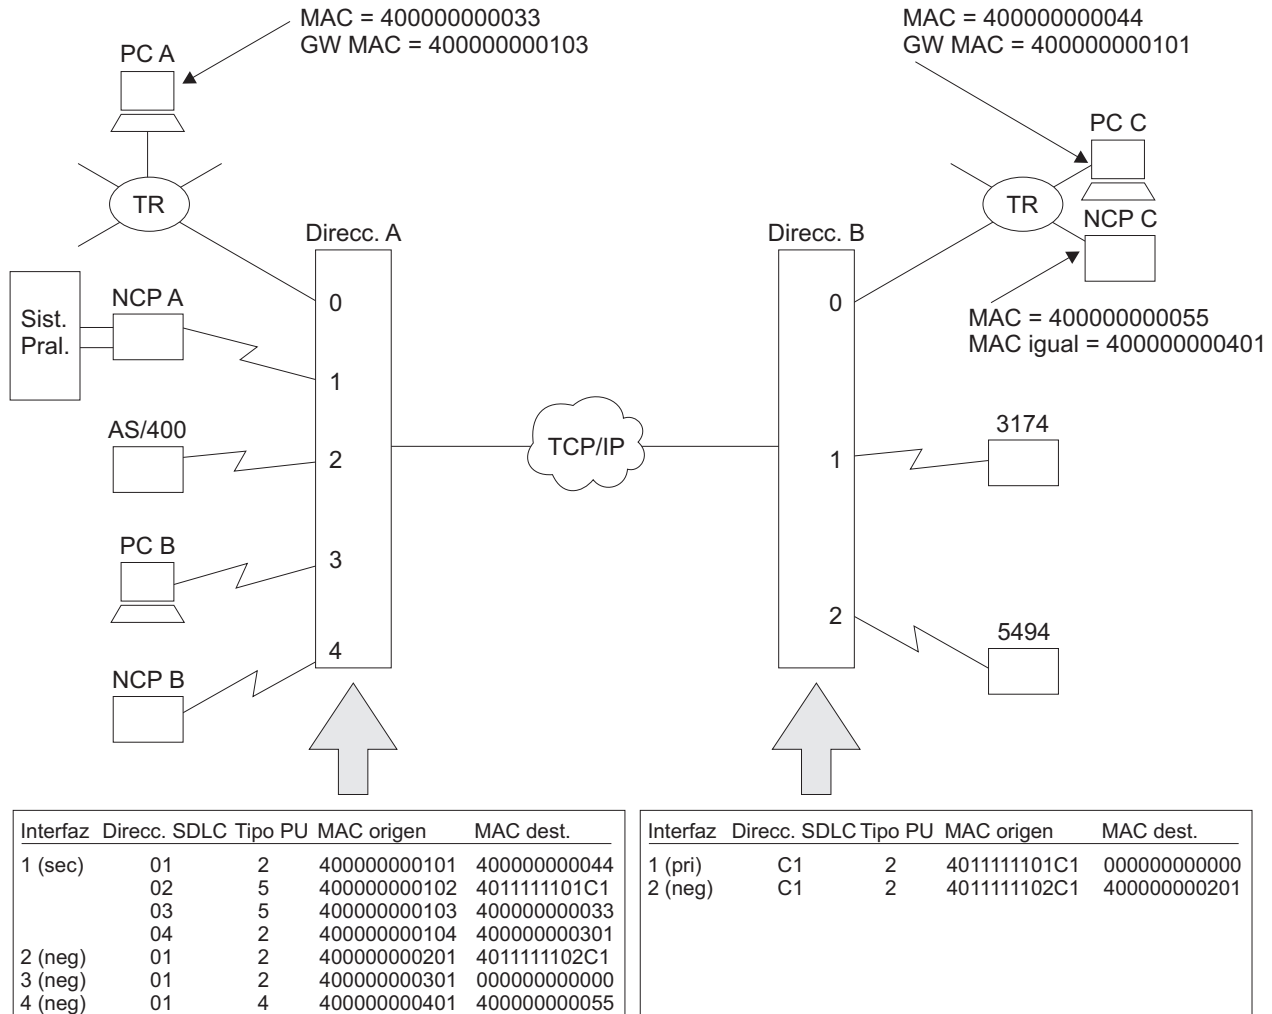 MAC = 400000000033
GW MAC = 400000000103
MAC = 400000000044
GW MAC = 400000000101
PC A
PC C
TR
TR
NCP C
Direcc. A
Direcc. B
NCP A
0
0
Sist.
Pral.
MAC = 400000000055
MAC igual = 400000000401
1
AS/400
3174
2
TCP/IP
1
PC B
3
2
5494
4
NCP B
Interfaz Direcc. SDLC Tipo PU MAC origen MAC dest.
1 (sec) 01 2 400000000101 400000000044
02 5 400000000102 4011111101C1
03 5 400000000103 400000000033
04 2 400000000104 400000000301
2 (neg) 01 2 400000000201 4011111102C1
3 (neg) 01 2 400000000301 000000000000
4 (neg) 01 4 400000000401 400000000055
Interfaz Direcc. SDLC Tipo PU MAC origen MAC dest.
1 (pri) C1 2 4011111101C1 000000000000
2 (neg) C1 2 4011111102C1 400000000201